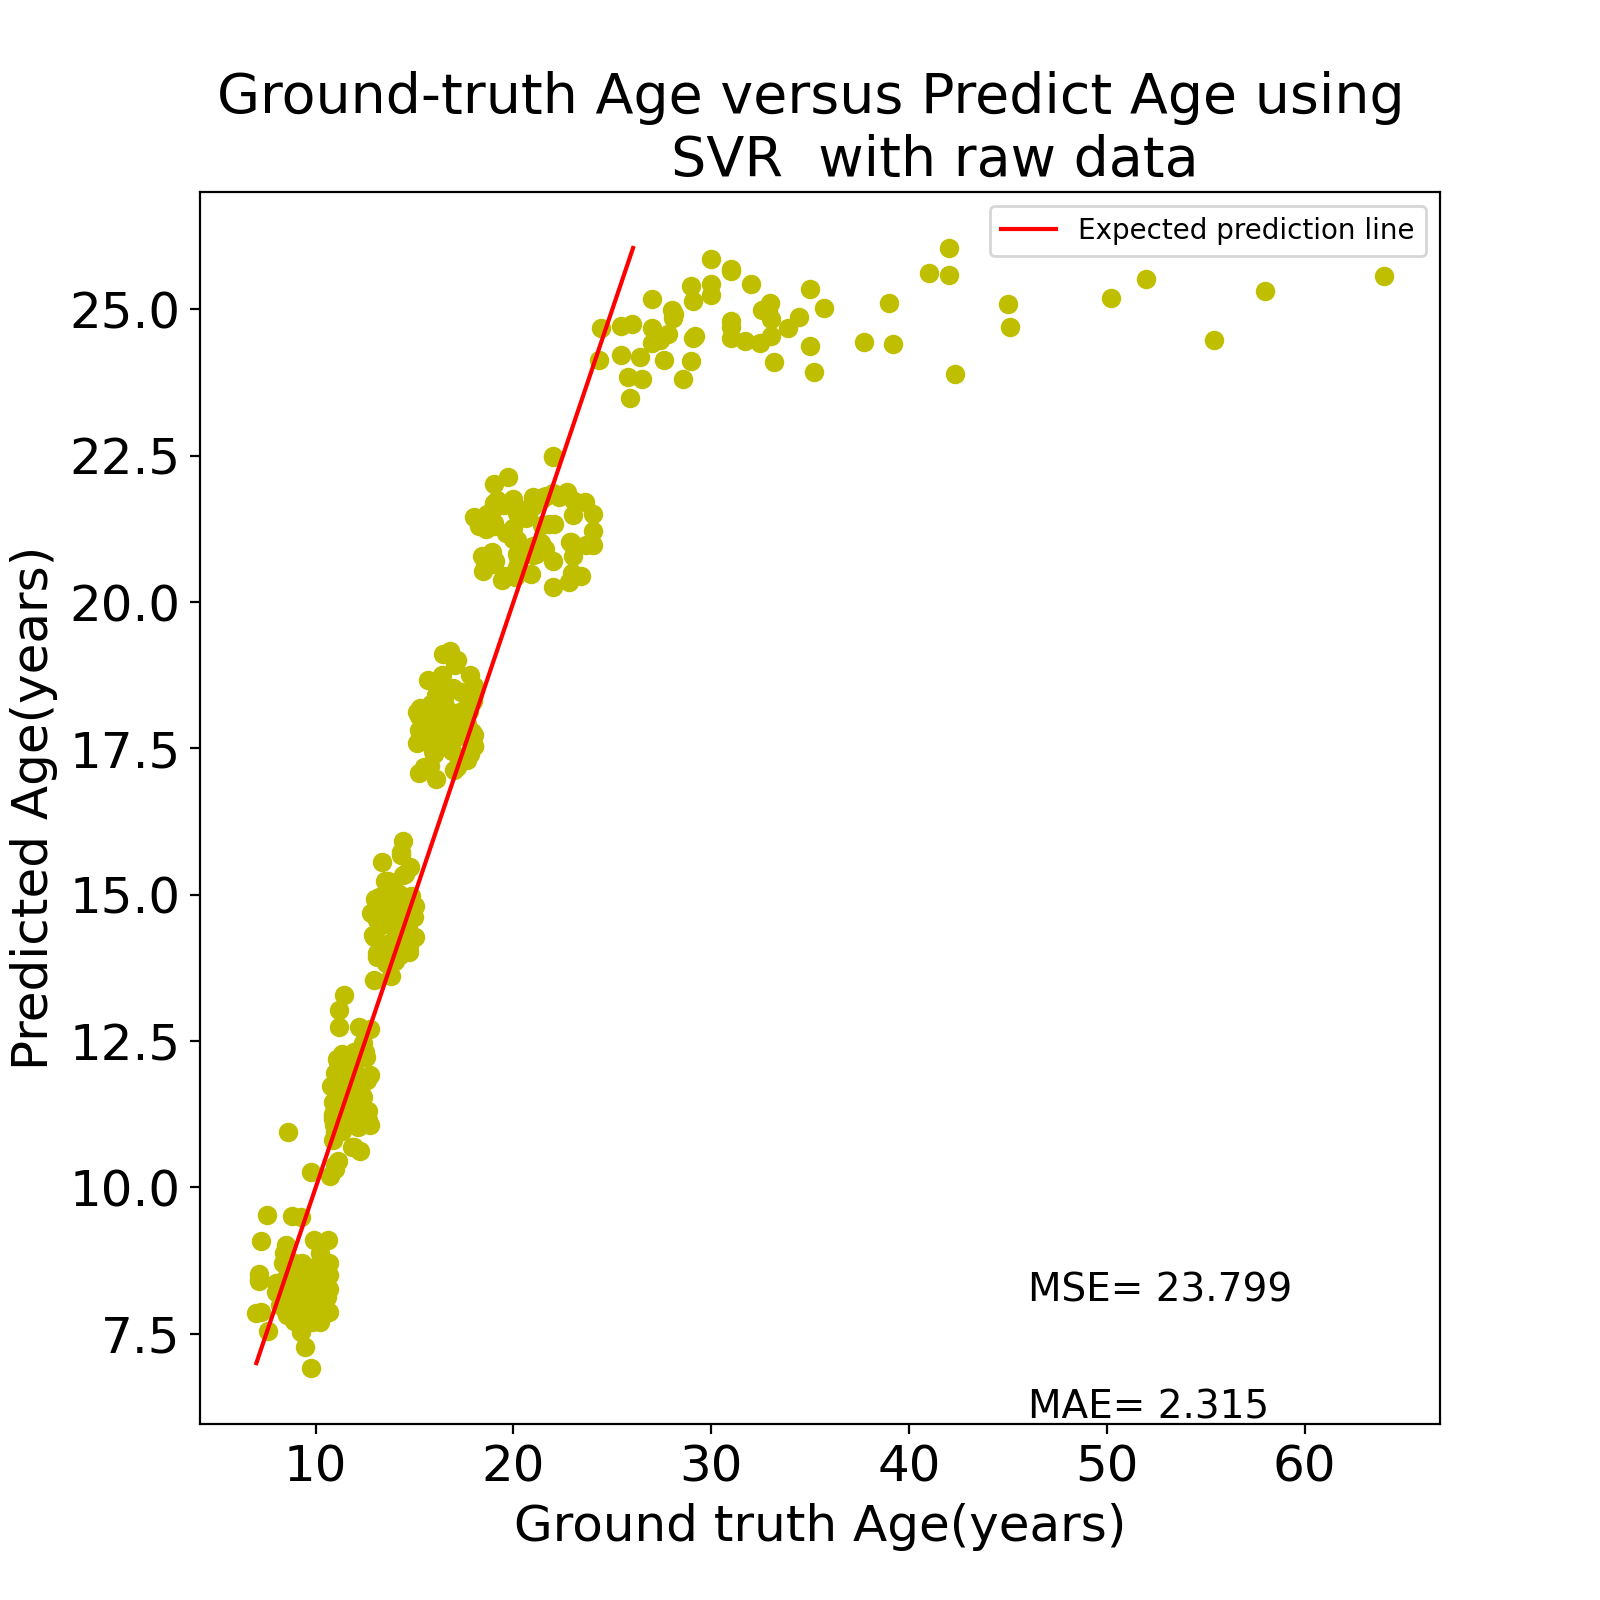 Ground-truth Age versus Predict Age using
SVR  with raw data
Expected prediction line
25.0
22.5
20.0
17.5
15.0
12.5
10.0
7.5
Predicted Age(years)
MSE= 23.799
MAE= 2.315
10 20 30 40 50 60
Ground truth Age(years)